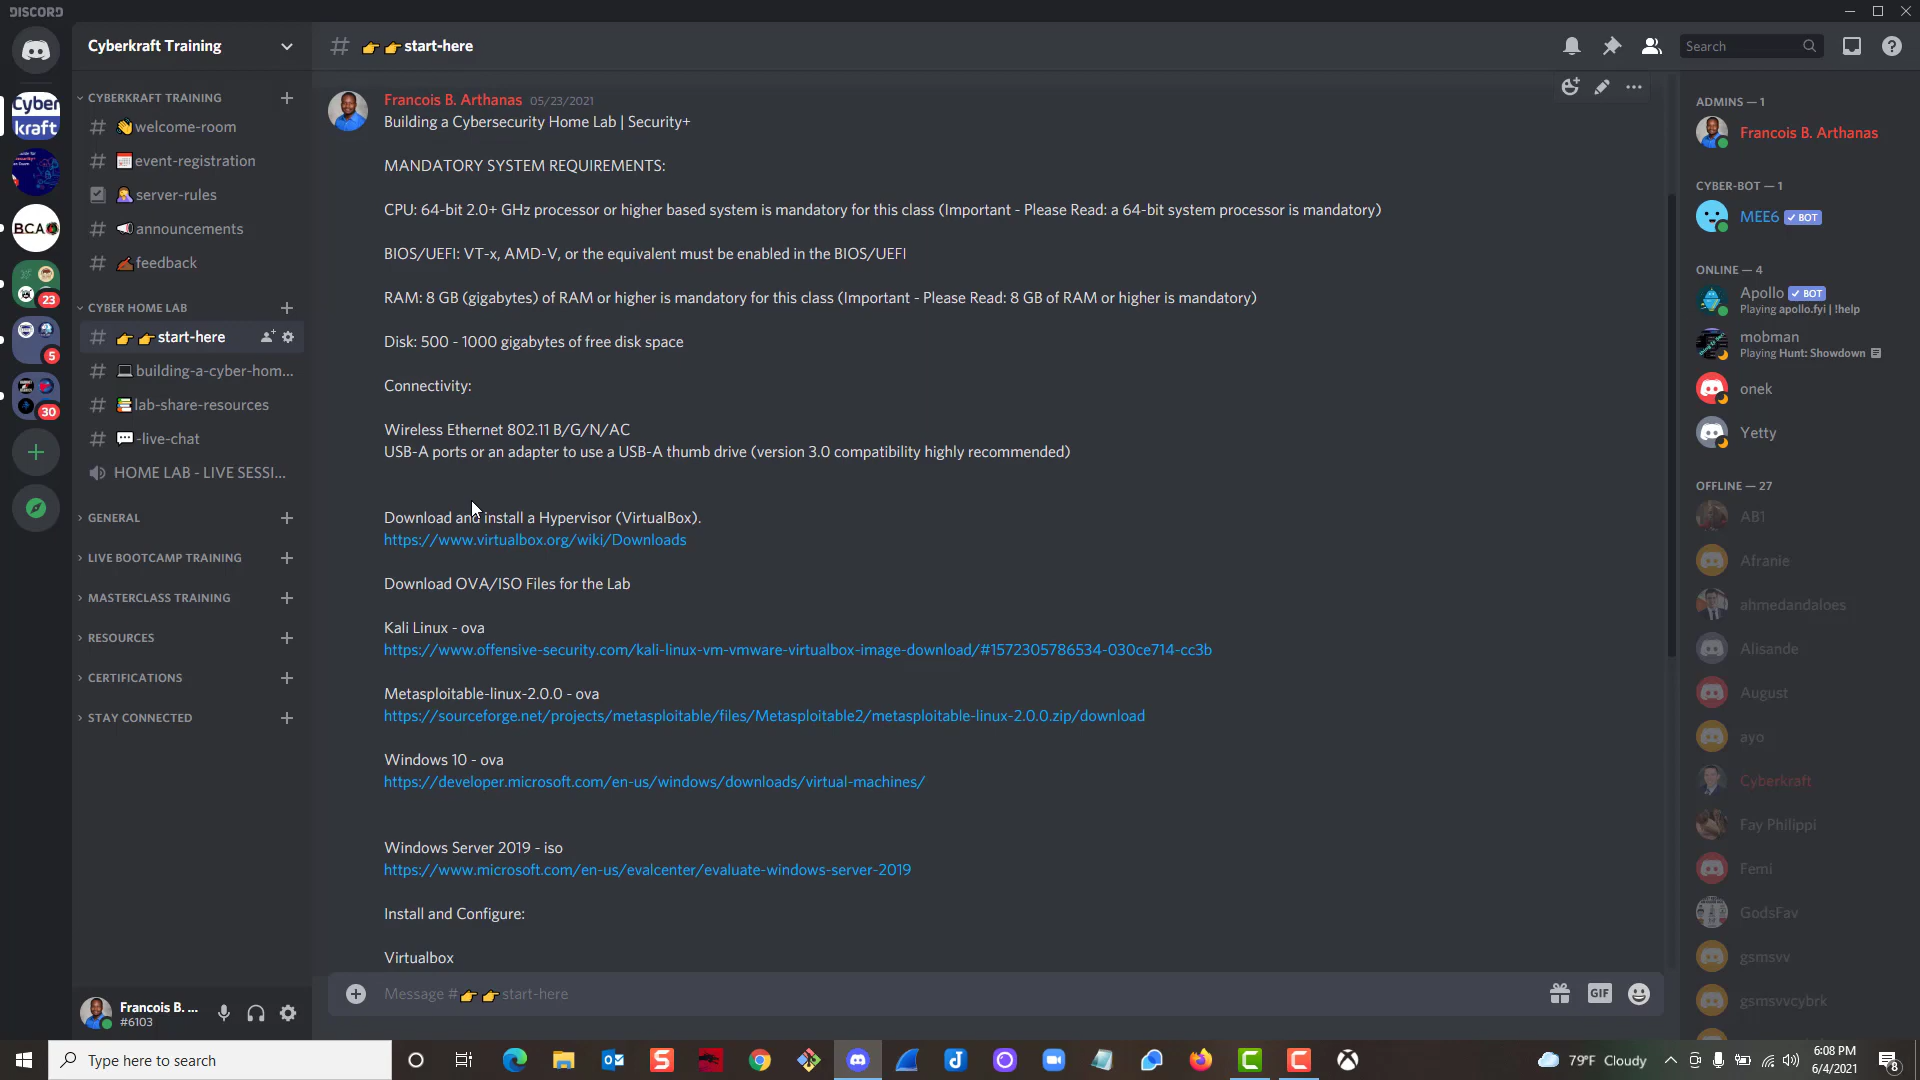 DISCORD
Cyberkraft Training
CYBERKRAFT TRAINING
welcome-room
event-registration
server-rules
announcements
feedback
CYBER HOME LAB
start-here
building-a-cyber-hom...
lab-share-resources
-live-chat
HOME LAB - LIVE SESSI...
GENERAL
LIVE BOOTCAMP TRAINING
MASTERCLASS TRAINING
RESOURCES
CERTIFICATIONS
STAY CONNECTED
Cyber
kraft
BCA
23
5
30
Francois B. ...
#6103
start-here
Search
Francois B. Arthanas 05/23/2021
Building a Cybersecurity Home Lab | Security+
MANDATORY SYSTEM REQUIREMENTS:
CPU: 64-bit 2.0+ GHz processor or higher based system is mandatory for this class (Important - Please Read: a 64-bit system processor is mandatory)
BIOS/UEFI: VT-x, AMD-V, or the equivalent must be enabled in the BIOS/UEFI
RAM: 8 GB (gigabytes) of RAM or higher is mandatory for this class (Important - Please Read: 8 GB of RAM or higher is mandatory)
Disk: 500 - 1000 gigabytes of free disk space
Connectivity:
Wireless Ethernet 802.11 B/G/N/AC
USB-A ports or an adapter to use a USB-A thumb drive (version 3.0 compatibility highly recommended)
Download and install a Hypervisor (VirtualBox).
https://www.virtualbox.org/wiki/Downloads
Download OVA/ISO Files for the Lab
Kali Linux - ova
https://www.offensive-security.com/kali-linux-vm-vmware-virtualbox-image-download/#1572305786534-030ce714-cc3b
Metasploitable-linux-2.0.0 - ova
https://sourceforge.net/projects/metasploitable/files/Metasploitable2/metasploitable-linux-2.0.0.zip/download
Windows 10 - ova
https://developer.microsoft.com/en-us/windows/downloads/virtual-machines/
Windows Server 2019 - iso
https://www.microsoft.com/en-us/evalcenter/evaluate-windows-server-2019
Install and Configure:
Virtualbox
Message # start-here
GIF
ADMINS — 1
Francois B. Arthanas
CYBER-BOT — 1
MEE6 BOT
ONLINE — 4
Apollo BOT
Playing apollo.fyi | !help
mobman
Playing Hunt: Showdown
onek
Yetty
OFFLINE — 27
AB1
Afranie
ahmedandaloes
Alisande
August
ayo
Cyberkraft
Fay Philippi
Femi
GodsFav
gsmsvv
gsmsvvcybrk
Type here to search
79°F Cloudy
6:08 PM
6/4/2021
8